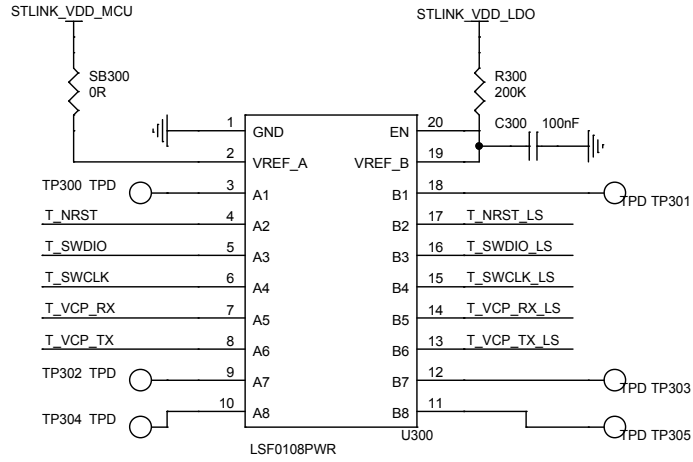 STLINK_VDD_MCU
STLINK_VDD_LDO
SB300
0R
R300
200K
C300 100nF
1 GND EN 20
2 VREF_A VREF_B 19
TP300 TPD 3 A1 B1 18 TPD TP301
T_NRST 4 A2 B2 17 T_NRST_LS
T_SWDIO 5 A3 B3 16 T_SWDIO_LS
T_SWCLK 6 A4 B4 15 T_SWCLK_LS
T_VCP_RX 7 A5 B5 14 T_VCP_RX_LS
T_VCP_TX 8 A6 B6 13 T_VCP_TX_LS
TP302 TPD 9 A7 B7 12 TPD TP303
TP304 TPD 10 A8 B8 11 TPD TP305
U300
LSF0108PWR